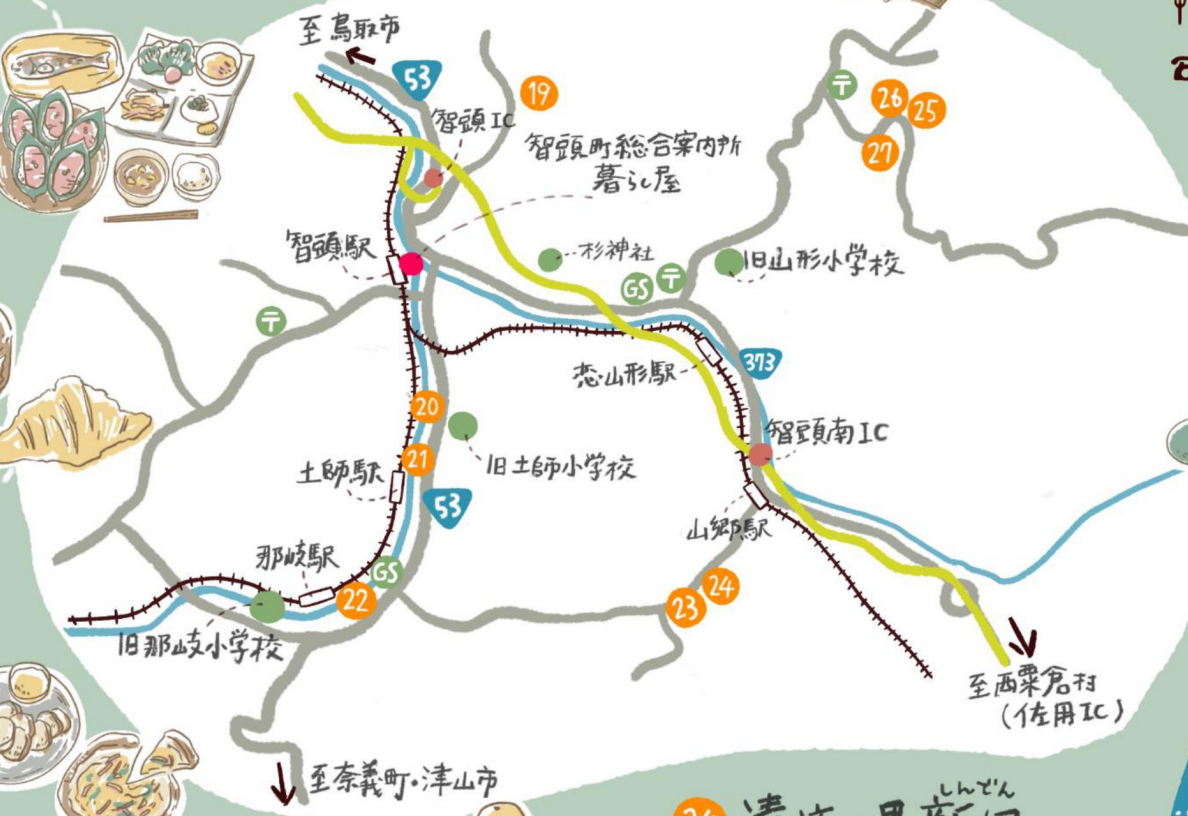 至鳥取市
53
19
智頭IC
智頭町総合案内所
暮らし屋
〒
26
25
27
智頭駅
杉神社
GS
〒
旧山形小学校
〒
恋山形駅
373
20
智頭南IC
21
土師駅
旧土師小学校
53
山郷駅
那岐駅
GS
22
24
23
旧那岐小学校
至西粟倉村
(佐用IC)
至奈義町・津山市
しんでん